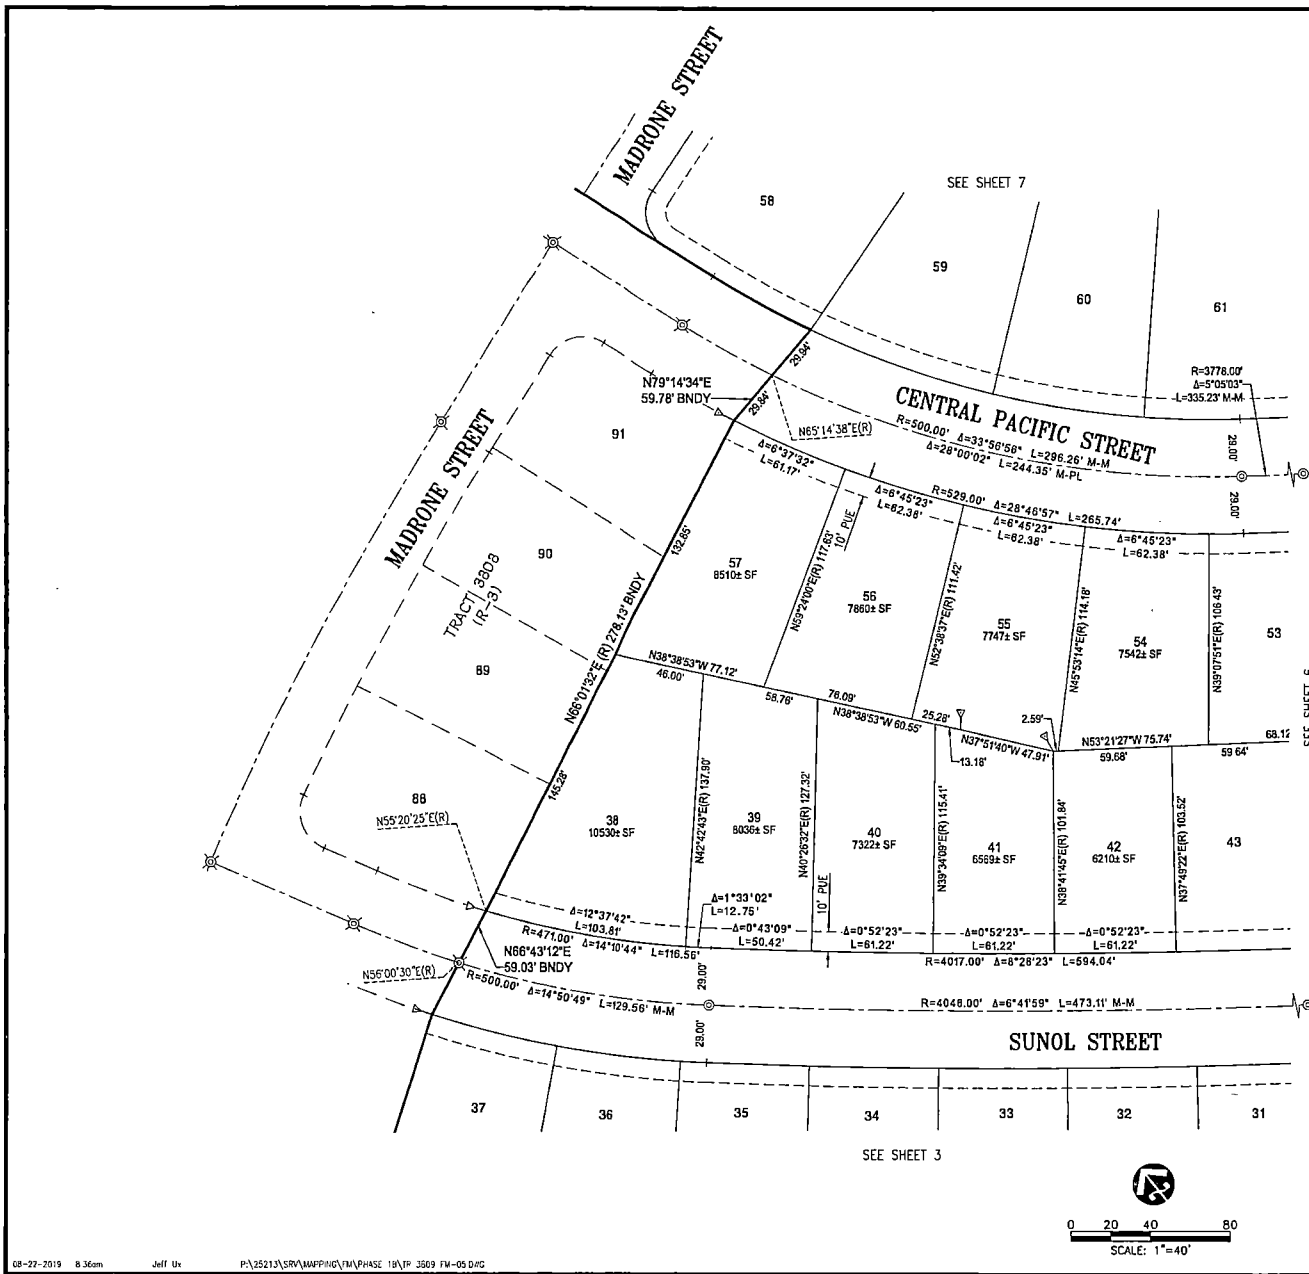 MADRONE STREET
SEE SHEET 7
58
59
60
61
R=3778.00'
Δ=5°05'03"
L=335.23' M-M
29.94'
N79°14'34"E
59.78' BNDY
29.84'
N65°14'38"E(R)
CENTRAL PACIFIC STREET
R=500.00' Δ=33°56'56" L=296.26' M-M
Δ=28°00'02" L=244.35' M-PL
29.00'
29.00'
MADRONE STREET
91
90
TRACT 3808
(R-3)
89
88
Δ=6°37'32"
L=61.17'
R=529.00' Δ=28°46'57" L=265.74'
Δ=6°45'23"
L=62.38'
Δ=6°45'23"
L=62.38'
Δ=6°45'23"
L=62.38'
10' PUE
132.85'
57
8510± SF
N59°24'00"E(R) 117.63'
56
7860± SF
N52°38'37"E(R) 111.42'
55
7747± SF
N45°53'14"E(R) 114.18'
54
7542± SF
N39°07'51"E(R) 106.43'
53
SEE SHEET 6
N66°01'32"E (R) 278.13' BNDY
N38°38'53"W 77.12'
46.00'
58.76'
76.09'
N38°38'53"W 60.55'
25.28'
2.59'
N37°51'40"W 47.91'
13.18'
N53°21'27"W 75.74'
59.68'
68.12
59 64'
145.28'
N55°20'25"E(R)
38
10530± SF
N42°42'43"E(R) 137.90'
39
8036± SF
N40°26'32"E(R) 127.32'
40
7322± SF
N39°34'09"E(R) 115.41'
41
6569± SF
N38°41'45"E(R) 101.84'
42
6210± SF
N37°49'22"E(R) 103.52'
43
10' PUE
Δ=1°33'02"
L=12.75'
Δ=12°37'42"
L=103.81'
Δ=0°43'09"
L=50.42'
Δ=0°52'23"
L=61.22'
Δ=0°52'23"
L=61.22'
Δ=0°52'23"
L=61.22'
R=471.00' Δ=14°10'44" L=116.56'
R=4017.00' Δ=8°28'23" L=594.04'
N66°43'12"E
59.03' BNDY
N56°00'30"E(R)
29.00'
R=500.00' Δ=14°50'49" L=129.56' M-M
R=4046.00' Δ=6°41'59" L=473.11' M-M
29.00'
SUNOL STREET
37
36
35
34
33
32
31
SEE SHEET 3
0 20 40 80
SCALE: 1"=40'
08-22-2019 8:36am Jeff Ux P:\25213\SRV\MAPPING\FM\PHASE 1B\TR 3809 FM-05.DWG